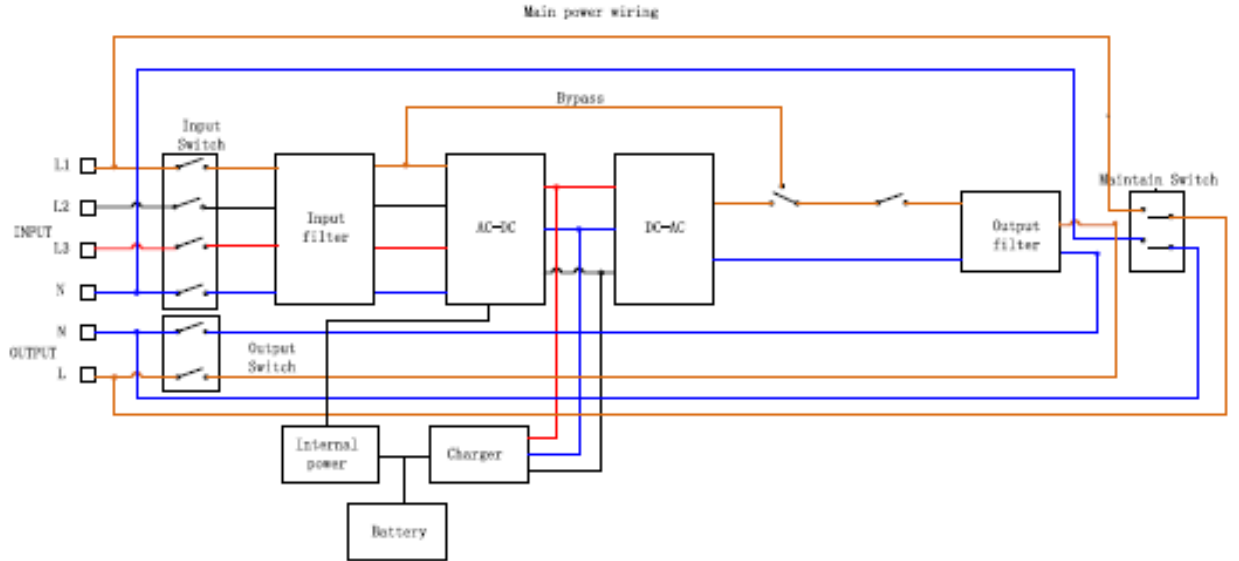 Main power wiring
Bypass
Input
Switch
L1
Maintain Switch
L2
Input
filter
AC-DC
DC-AC
Output
filter
INPUT
L3
N
N
OUTPUT
Output
Switch
L
Internal
power
Charger
Battery